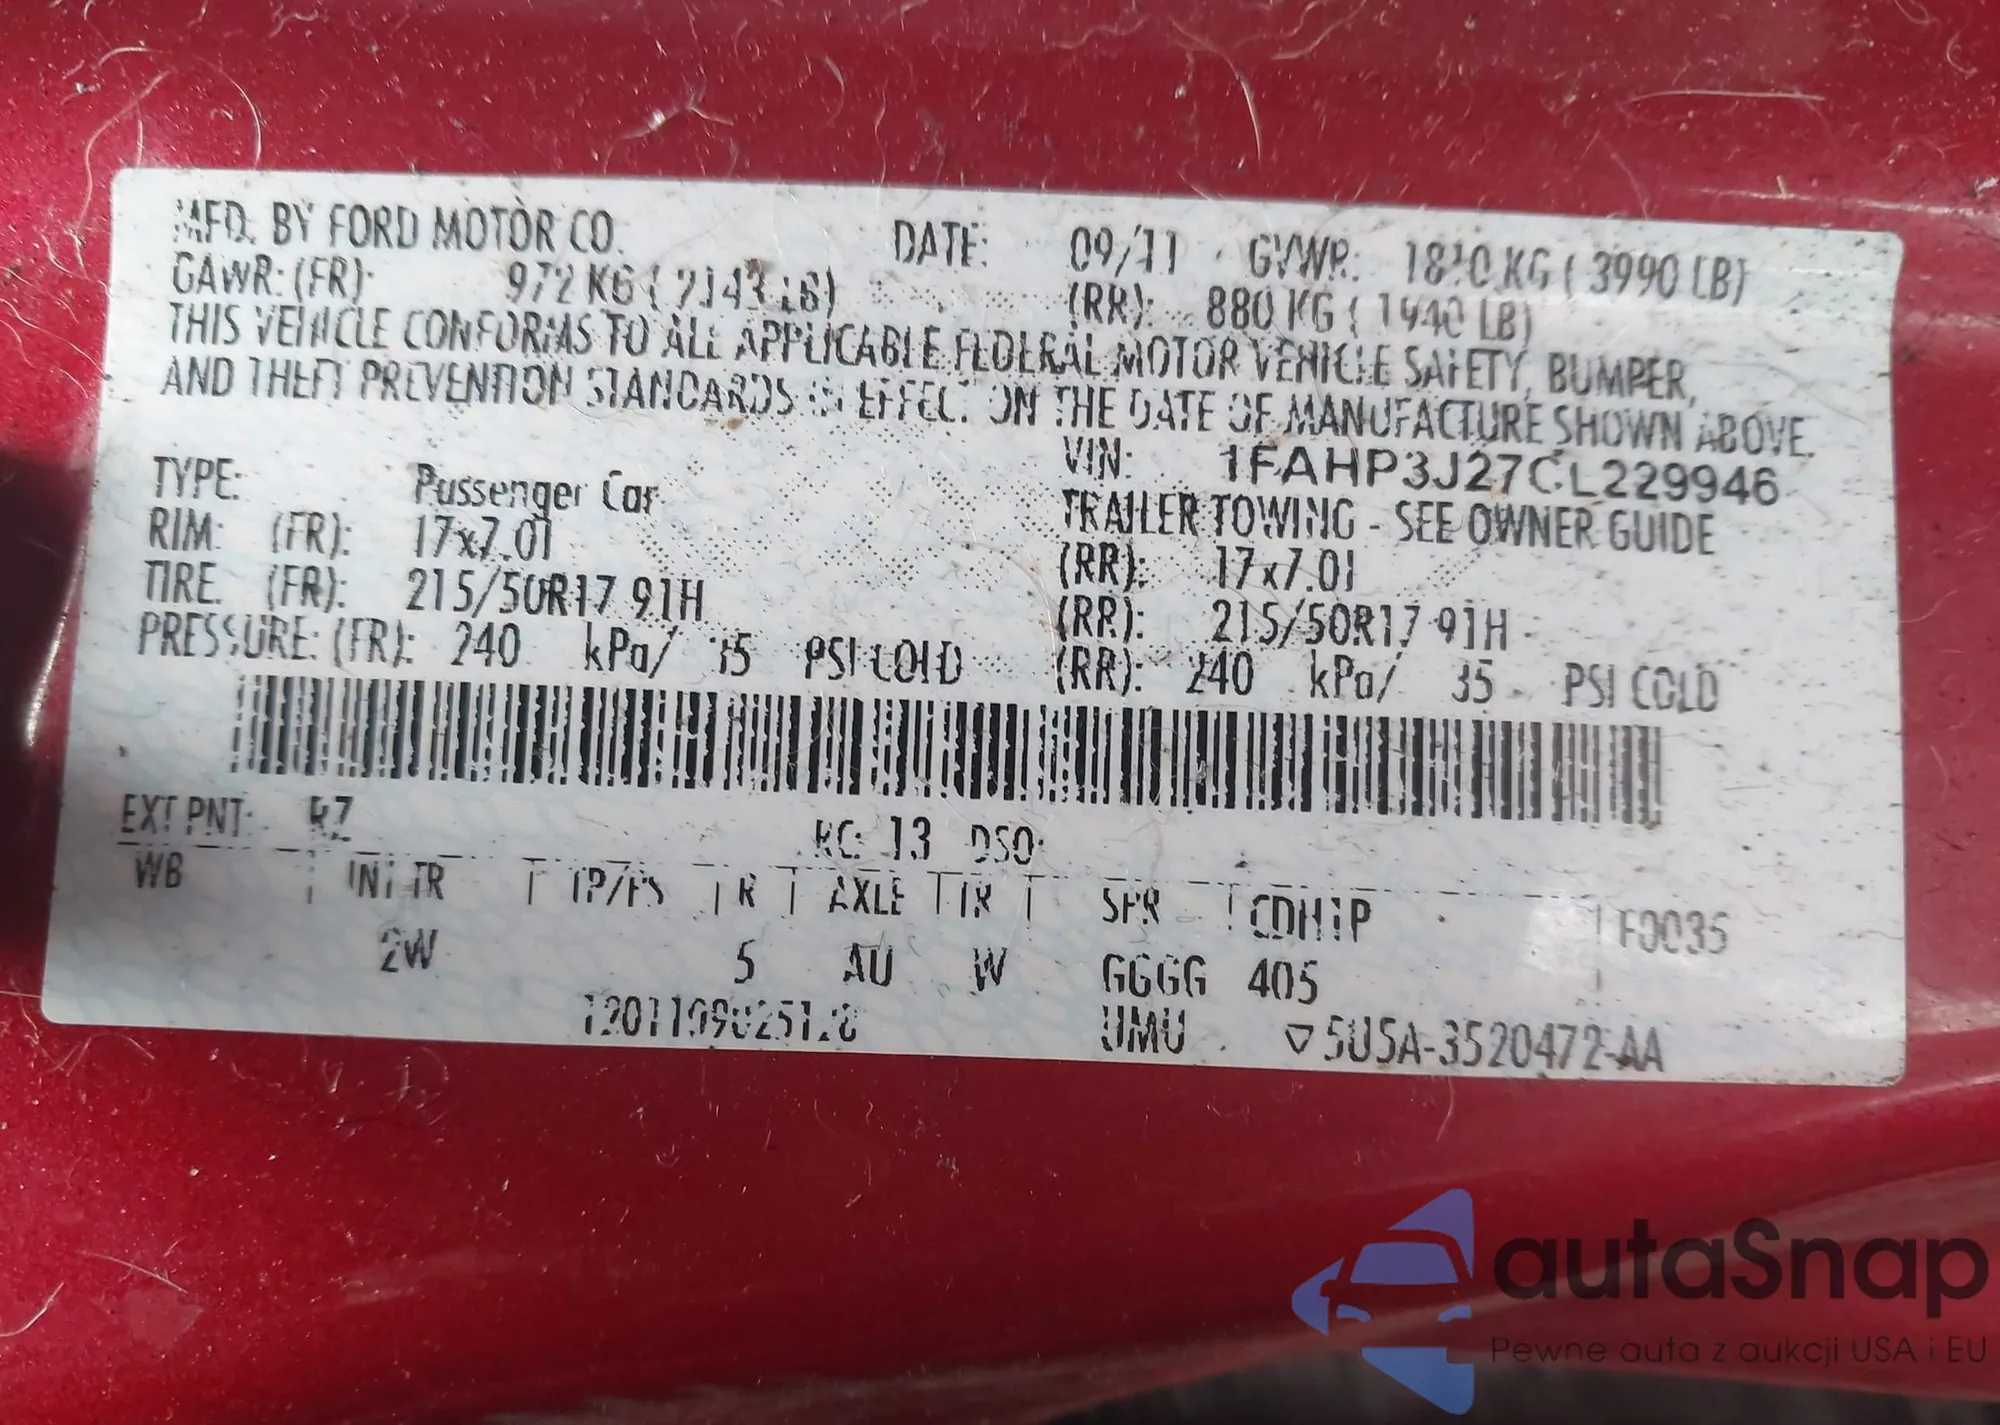 MFD. BY FORD MOTOR CO. DATE: 09/11 GVWR: 1810 KG ( 3990 LB)
GAWR: (FR): 972 KG ( 2143 LB) (RR): 880 KG ( 1940 LB)
THIS VEHICLE CONFORMS TO ALL APPLICABLE FEDERAL MOTOR VEHICLE SAFETY, BUMPER,
AND THEFT PREVENTION STANDARDS IN EFFECT ON THE DATE OF MANUFACTURE SHOWN ABOVE.
VIN: 1FAHP3J27CL229946
TYPE: Passenger Car TRAILER TOWING - SEE OWNER GUIDE
RIM: (FR): 17x7.0J (RR): 17x7.0J
TIRE: (FR): 215/50R17 91H (RR): 215/50R17 91H
PRESSURE: (FR): 240 kPa/ 35 PSI COLD (RR): 240 kPa/ 35 PSI COLD
EXT PNT: RZ RC: 13 DSO:
WB INT TR TP/PS R AXLE TR SPR CDHTP F0035
2W 5 AU W GGGG 405
UMU ▽5U5A-3520472-AA
autaSnap
Pewne auta z aukcji USA i EU